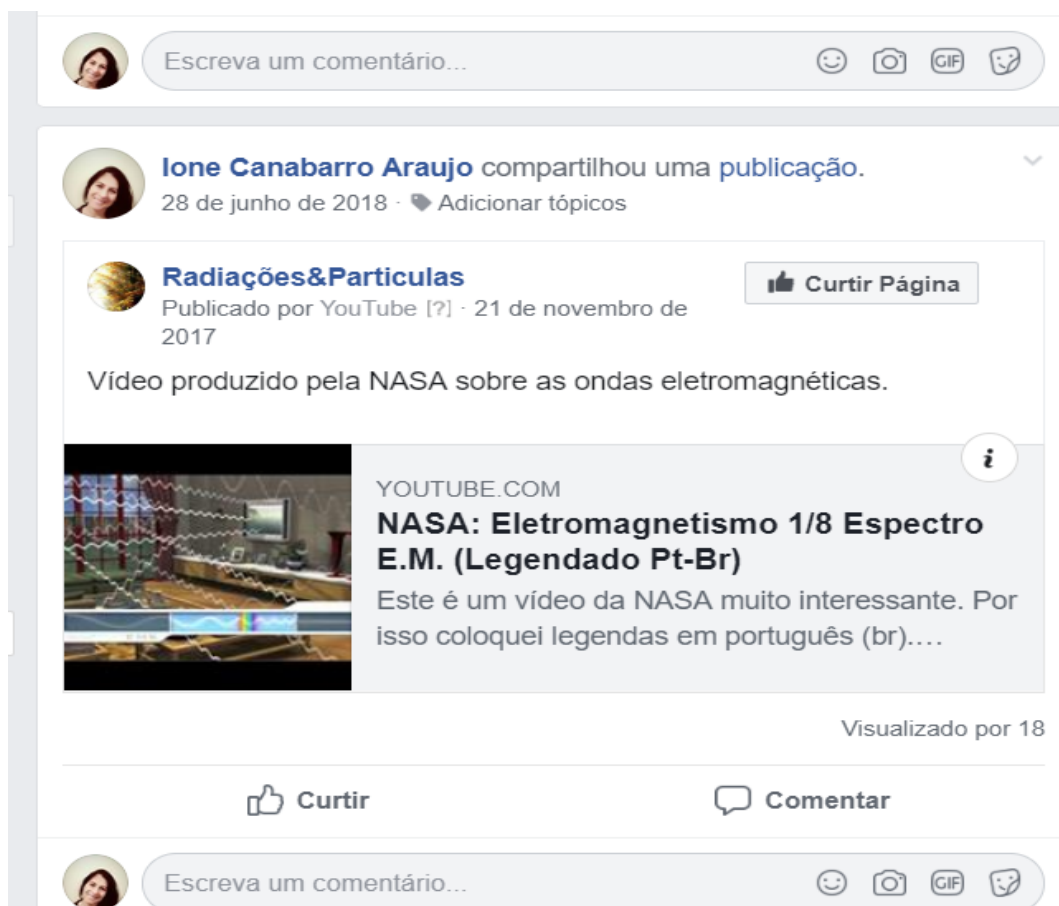 Escreva um comentário...
GIF
Ione Canabarro Araujo compartilhou uma publicação.
28 de junho de 2018 · Adicionar tópicos
Radiações&Particulas
Curtir Página
Publicado por YouTube [?] · 21 de novembro de
2017
Vídeo produzido pela NASA sobre as ondas eletromagnéticas.
i
YOUTUBE.COM
NASA: Eletromagnetismo 1/8 Espectro
E.M. (Legendado Pt-Br)
Este é um vídeo da NASA muito interessante. Por
isso coloquei legendas em português (br)....
Visualizado por 18
Curtir
Comentar
Escreva um comentário...
GIF